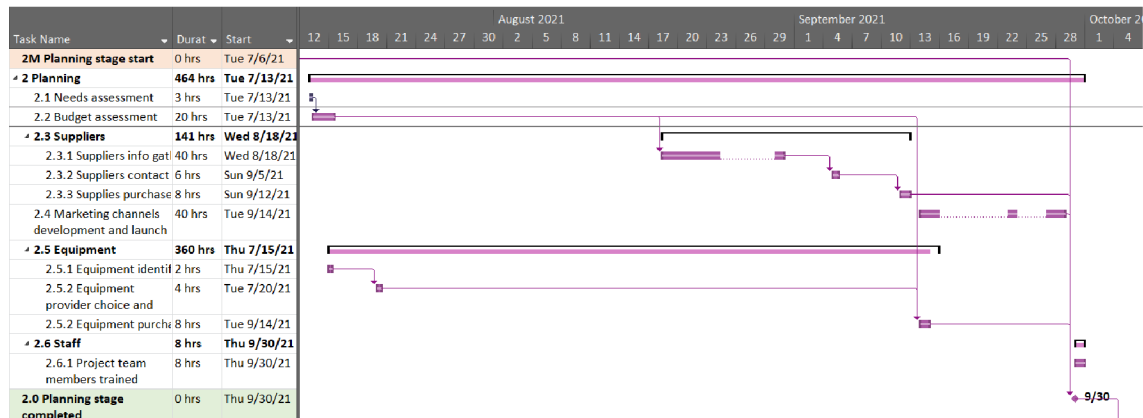 August 2021 September 2021 October 20
Task Name Durat Start 12 15 18 21 24 27 30 2 5 8 11 14 17 20 23 26 29 1 4 7 10 13 16 19 22 25 28 1 4
2M Planning stage start 0 hrs Tue 7/6/21
2 Planning 464 hrs Tue 7/13/21
2.1 Needs assessment 3 hrs Tue 7/13/21
2.2 Budget assessment 20 hrs Tue 7/13/21
2.3 Suppliers 141 hrs Wed 8/18/21
2.3.1 Suppliers info gatl 40 hrs Wed 8/18/21
2.3.2 Suppliers contact 6 hrs Sun 9/5/21
2.3.3 Supplies purchase 8 hrs Sun 9/12/21
2.4 Marketing channels 40 hrs Tue 9/14/21
development and launch
2.5 Equipment 360 hrs Thu 7/15/21
2.5.1 Equipment identif 2 hrs Thu 7/15/21
2.5.2 Equipment 4 hrs Tue 7/20/21
provider choice and
2.5.2 Equipment purcha 8 hrs Tue 9/14/21
2.6 Staff 8 hrs Thu 9/30/21
2.6.1 Project team 8 hrs Thu 9/30/21
members trained
2.0 Planning stage 0 hrs Thu 9/30/21 9/30
completed